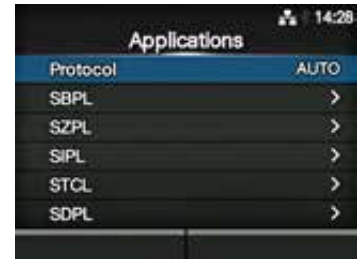 14:28
Applications
Protocol AUTO
SBPL >
SZPL >
SIPL >
STCL >
SDPL >